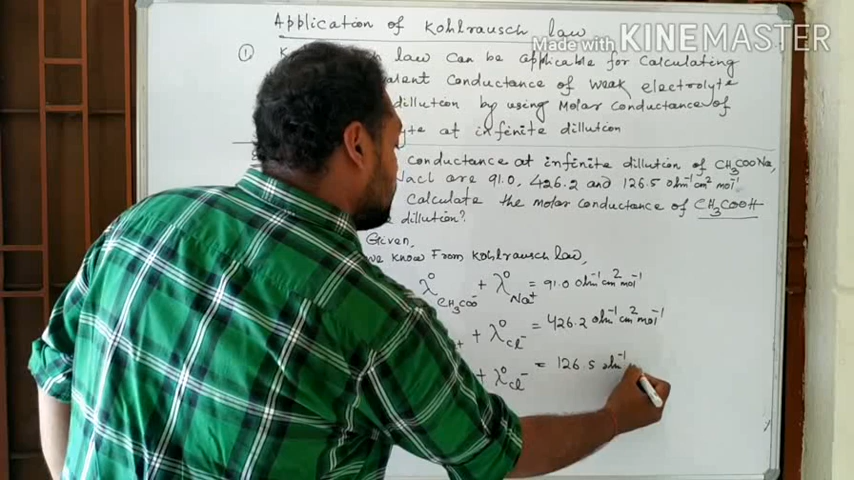 Application of Kohlrausch law
Made with KINEMASTER
① law can be applicable for calculating
conductance of weak electrolyte
dillution by using Molar conductance of
at infinite dillution
conductance at infinite dillution of CH₃COONa,
Nacl are 91.0, 426.2 and 126.5 ohm⁻¹ cm² mol⁻¹
Calculate the molar conductance of CH₃COOH
dillution?
Given,
we know From Kohlrausch law,
λ⁰CH₃COO⁻ + λ⁰Na⁺ = 91.0 ohm⁻¹ cm² mol⁻¹
+ λ⁰Cl⁻ = 426.2 ohm⁻¹ cm² mol⁻¹
+ λ⁰Cl⁻ = 126.5 ohm⁻¹